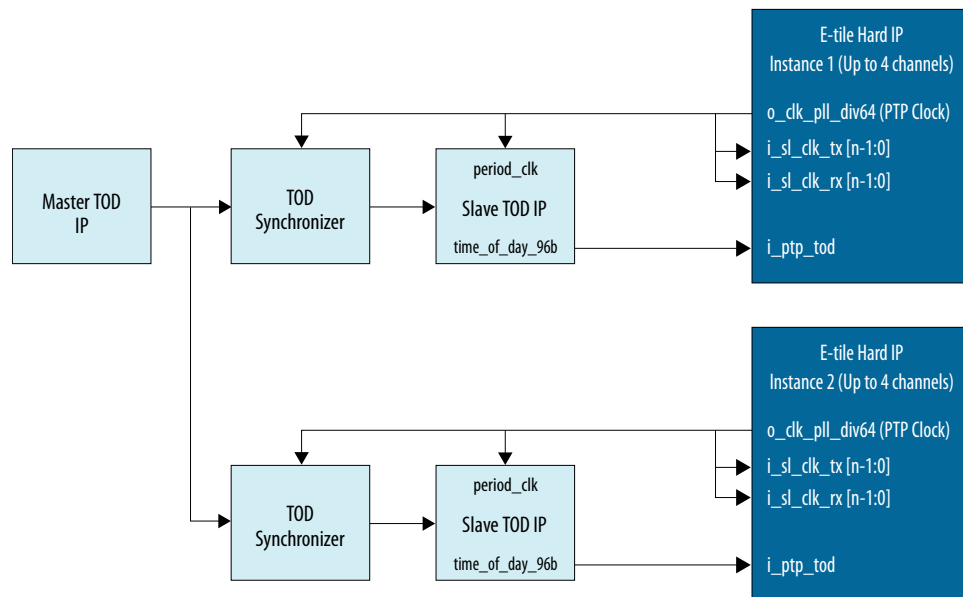 E-tile Hard IP
Instance 1 (Up to 4 channels)
o_clk_pll_div64 (PTP Clock)
i_sl_clk_tx [n-1:0]
i_sl_clk_rx [n-1:0]
i_ptp_tod
Master TOD
IP
TOD
Synchronizer
period_clk
Slave TOD IP
time_of_day_96b
E-tile Hard IP
Instance 2 (Up to 4 channels)
o_clk_pll_div64 (PTP Clock)
i_sl_clk_tx [n-1:0]
i_sl_clk_rx [n-1:0]
i_ptp_tod
TOD
Synchronizer
period_clk
Slave TOD IP
time_of_day_96b